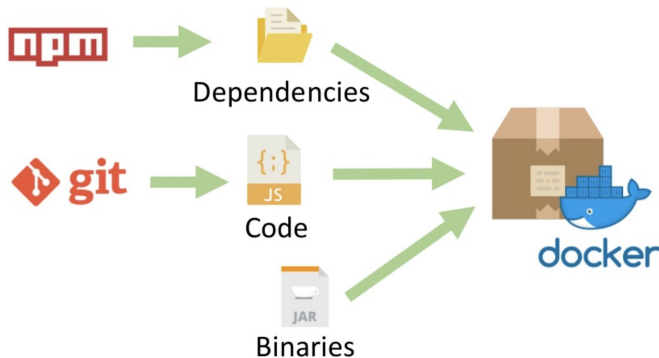 npm
Dependencies
git
{;}
JS
Code
docker
JAR
Binaries